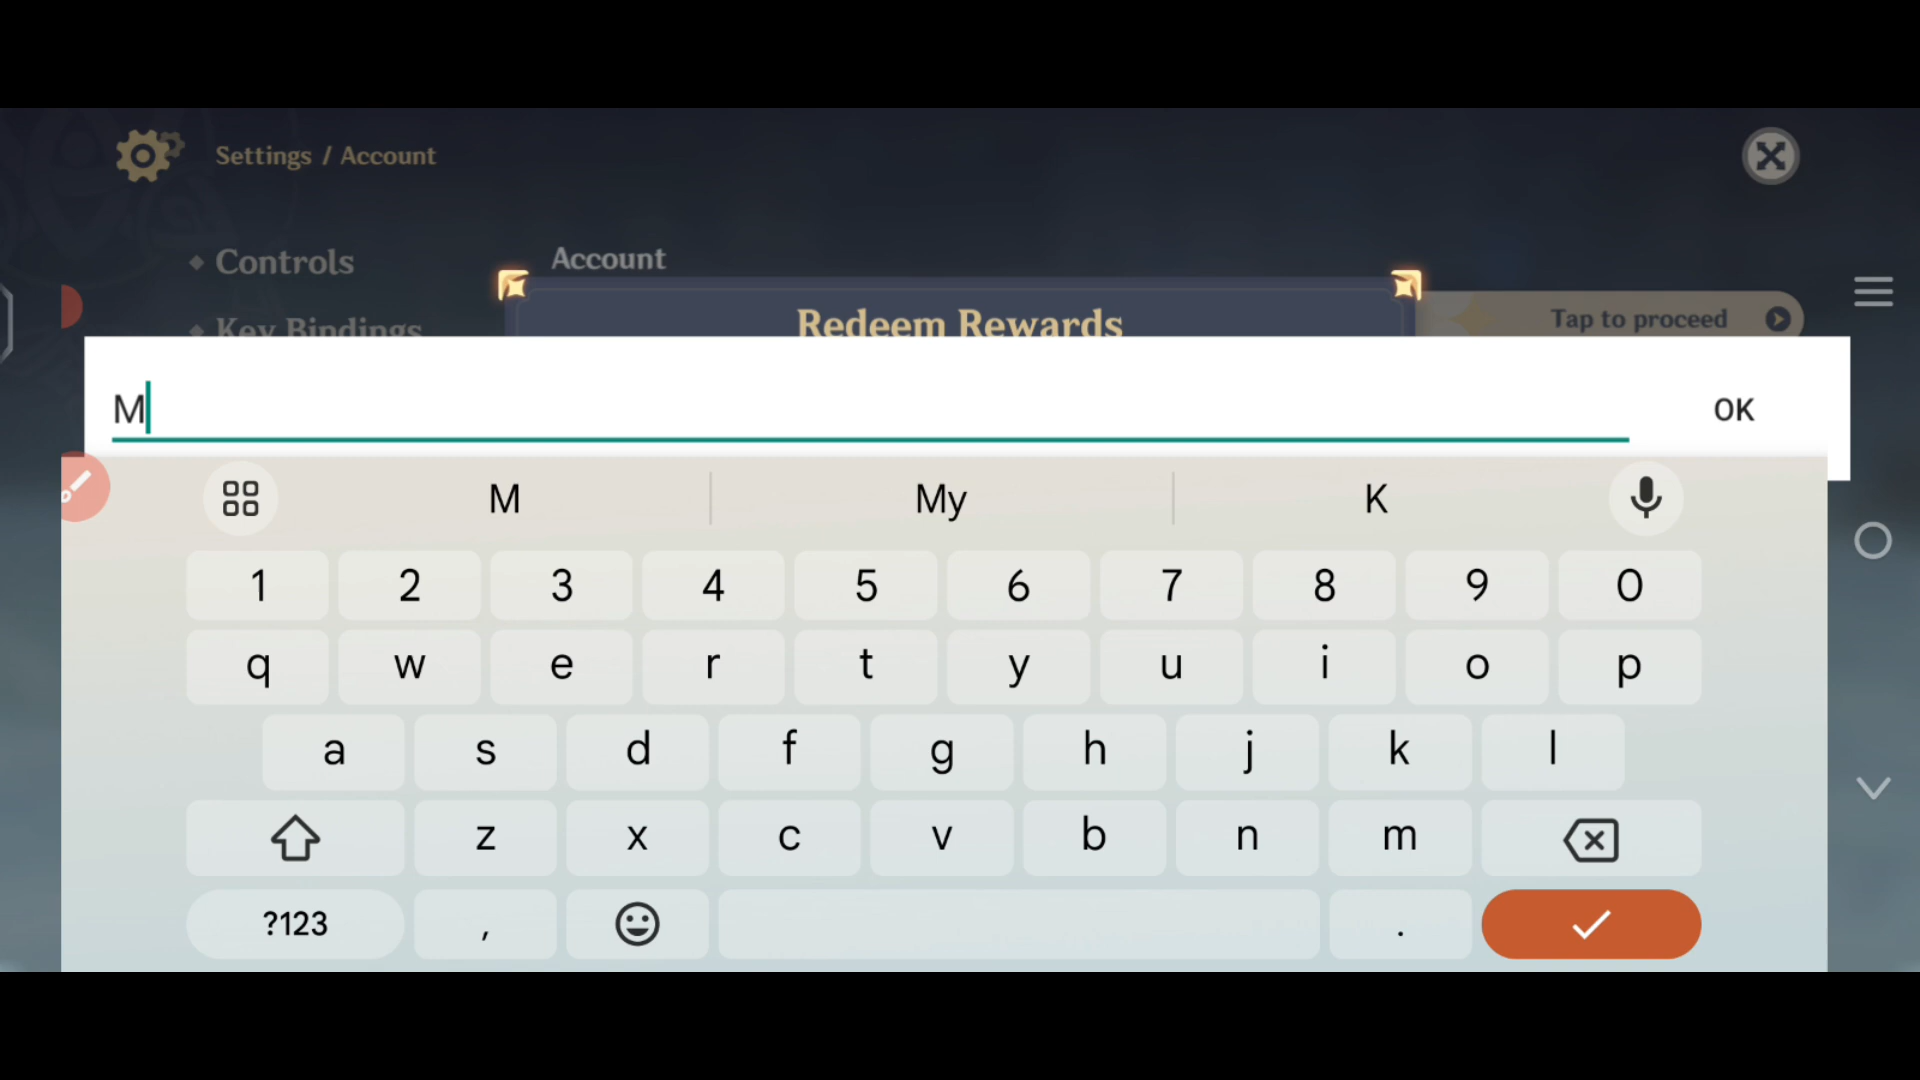 Settings / Account
Controls
Account
Key Bindings
Redeem Rewards
Tap to proceed
M
OK
M My K
1 2 3 4 5 6 7 8 9 0
q w e r t y u i o p
a s d f g h j k l
z x c v b n m
?123 , .